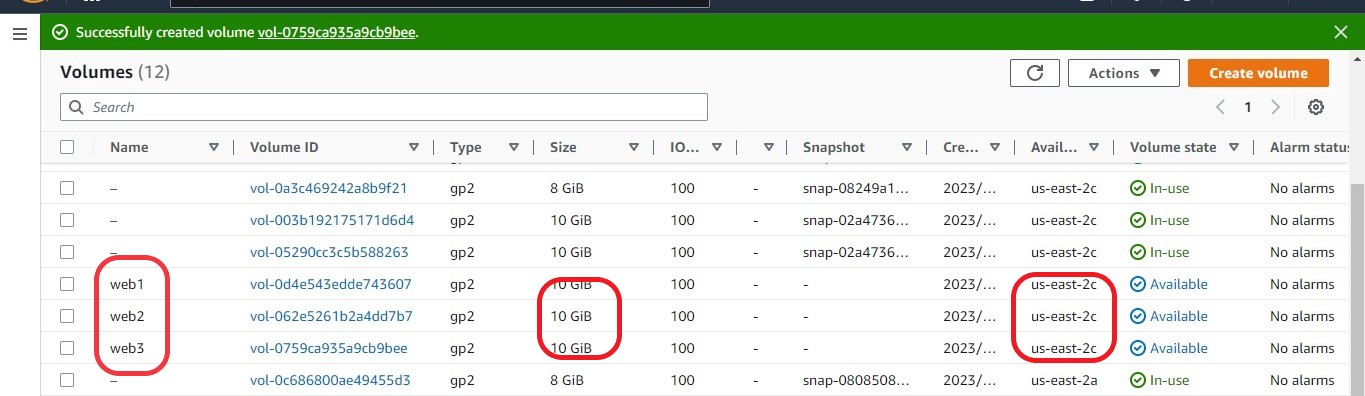 Successfully created volume vol-0759ca935a9cb9bee.
Volumes (12)
Actions
Create volume
Search
1
Name Volume ID Type Size IO... Snapshot Cre... Avail... Volume state Alarm statu
– vol-0a3c469242a8b9f21 gp2 8 GiB 100 - snap-08249a1... 2023/... us-east-2c In-use No alarms
– vol-003b192175171d6d4 gp2 10 GiB 100 - snap-02a4736... 2023/... us-east-2c In-use No alarms
– vol-05290cc3c5b588263 gp2 10 GiB 100 - snap-02a4736... 2023/... us-east-2c In-use No alarms
web1 vol-0d4e543edde743607 gp2 10 GiB 100 - - 2023/... us-east-2c Available No alarms
web2 vol-062e5261b2a4dd7b7 gp2 10 GiB 100 - - 2023/... us-east-2c Available No alarms
web3 vol-0759ca935a9cb9bee gp2 10 GiB 100 - - 2023/... us-east-2c Available No alarms
– vol-0c686800ae49455d3 gp2 8 GiB 100 - snap-0808508... 2023/... us-east-2a In-use No alarms